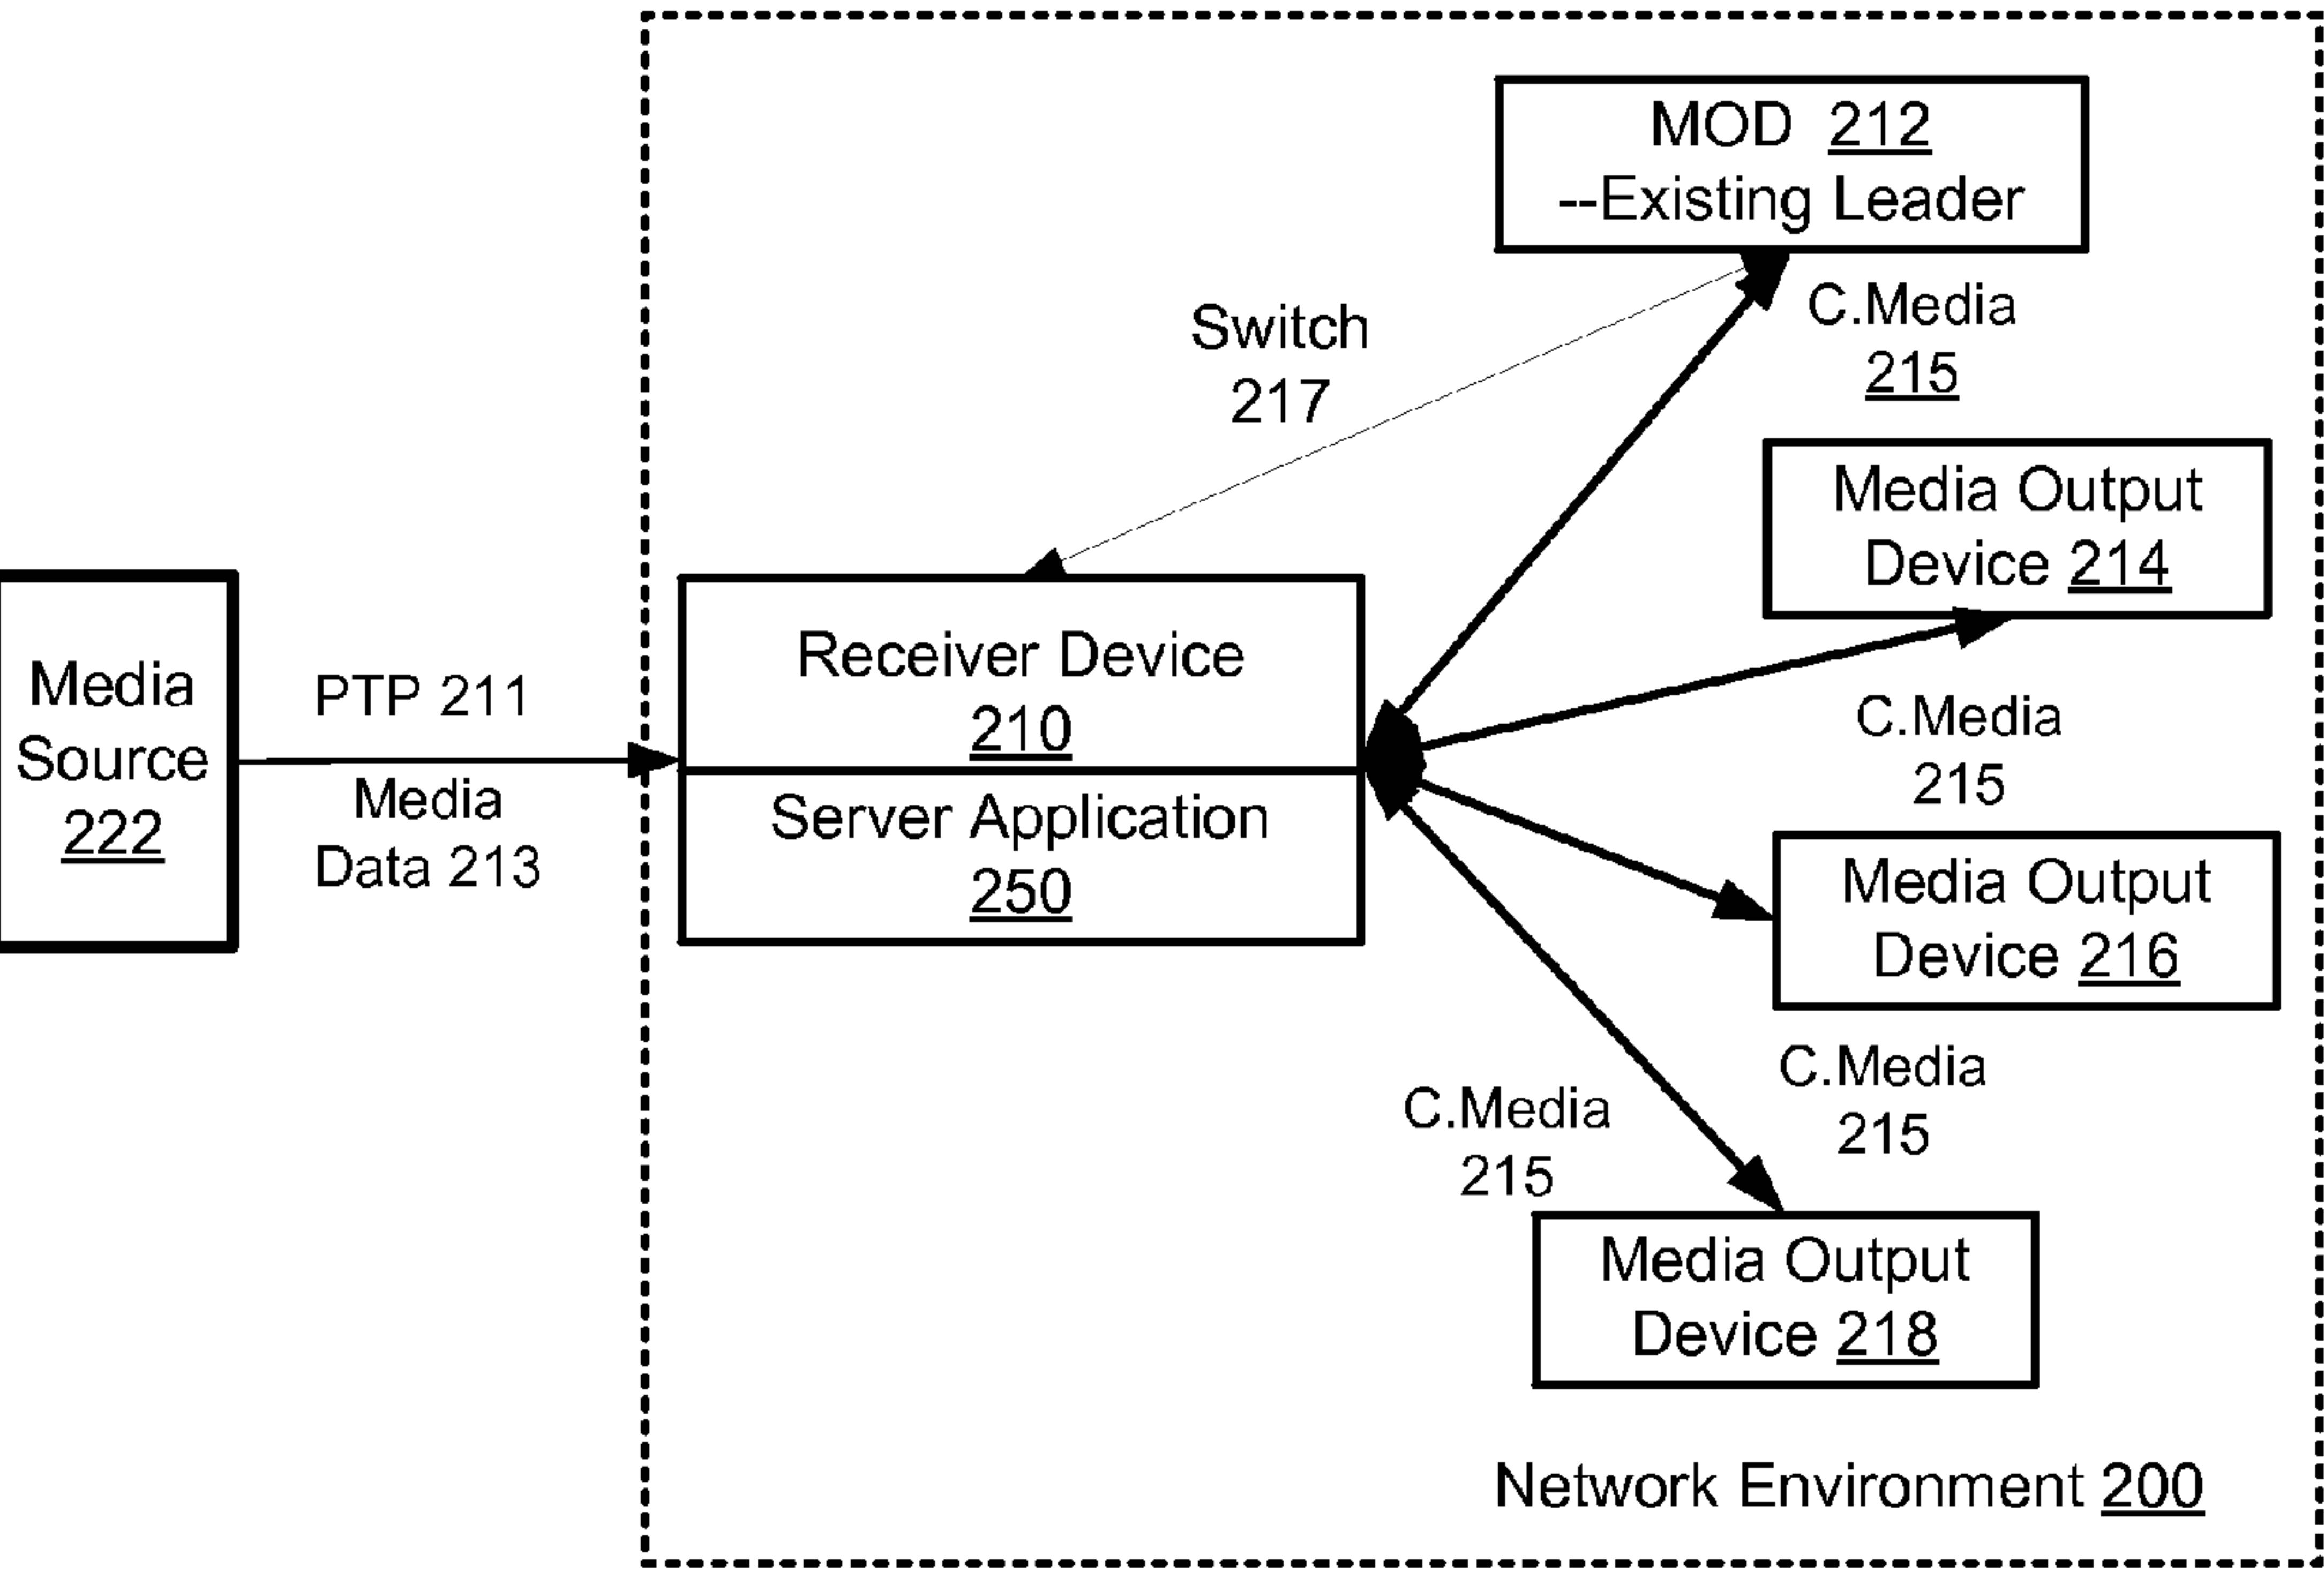 MOD 212
--Existing Leader
C.Media
215
Switch
217
Media Output
Device 214
Media
Source
222
PTP 211
Media
Data 213
Receiver Device
210
Server Application
250
C.Media
215
Media Output
Device 216
C.Media
215
C.Media
215
Media Output
Device 218
Network Environment 200